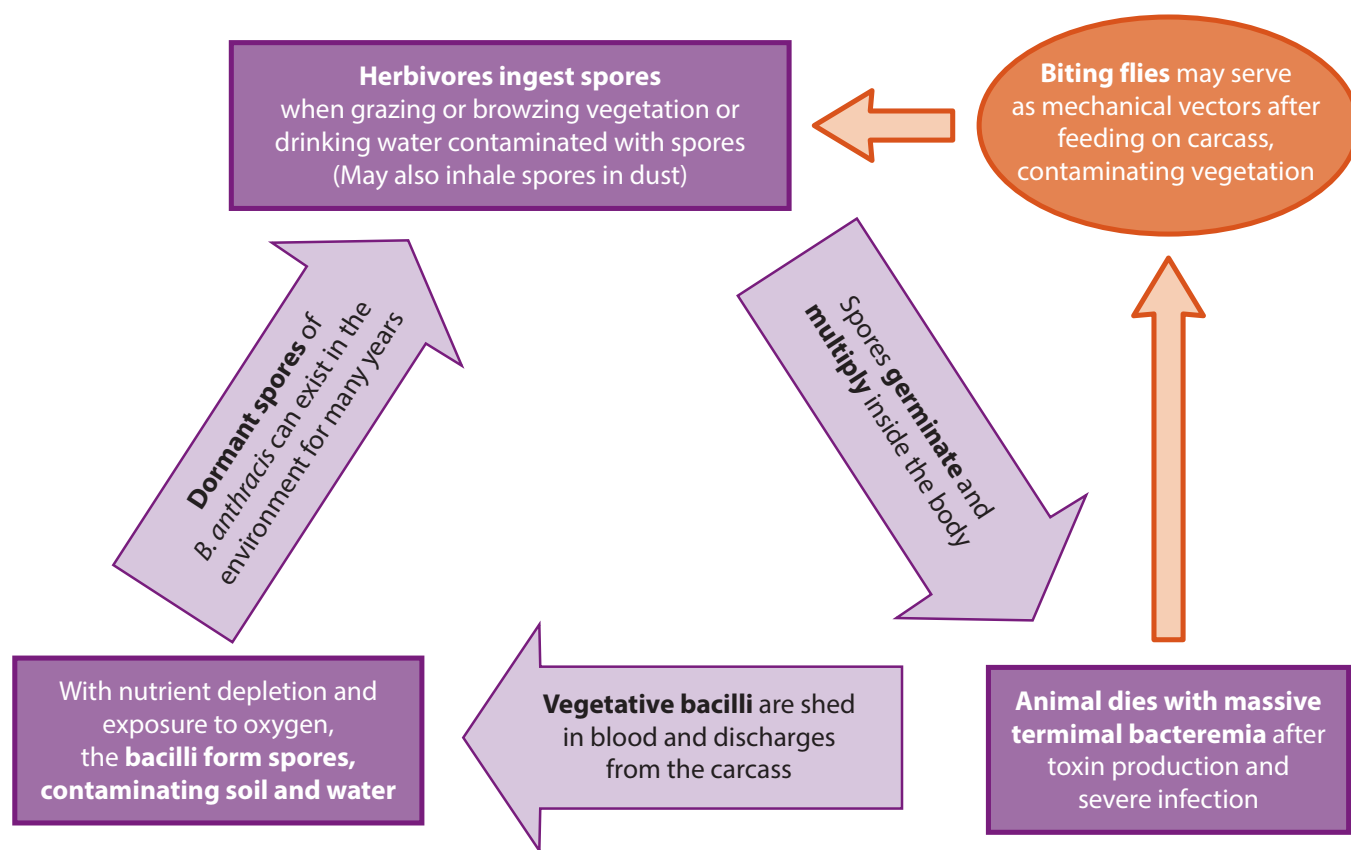 Herbivores ingest spores
when grazing or browzing vegetation or
drinking water contaminated with spores
(May also inhale spores in dust)
Biting flies may serve
as mechanical vectors after
feeding on carcass,
contaminating vegetation
Spores germinate and
multiply inside the body
Animal dies with massive
termimal bacteremia after
toxin production and
severe infection
Vegetative bacilli are shed
in blood and discharges
from the carcass
With nutrient depletion and
exposure to oxygen,
the bacilli form spores,
contaminating soil and water
Dormant spores of
B. anthracis can exist in the
environment for many years